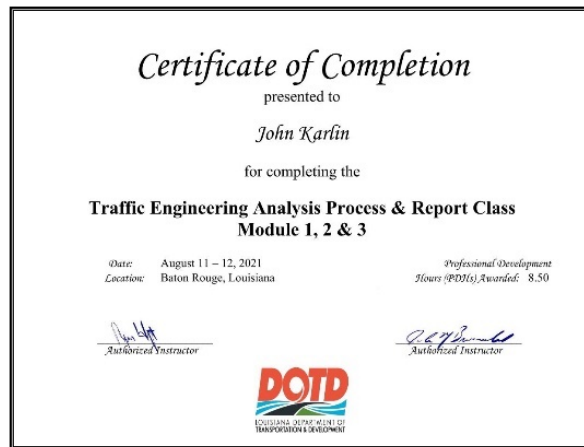 Certificate of Completion
presented to
John Karlin
for completing the
Traffic Engineering Analysis Process & Report Class
Module 1, 2 & 3
Date: August 11 – 12, 2021
Location: Baton Rouge, Louisiana
Professional Development
Hours (PDHs) Awarded: 8.50
Authorized Instructor
Authorized Instructor
DOTD
LOUISIANA DEPARTMENT OF
TRANSPORTATION & DEVELOPMENT